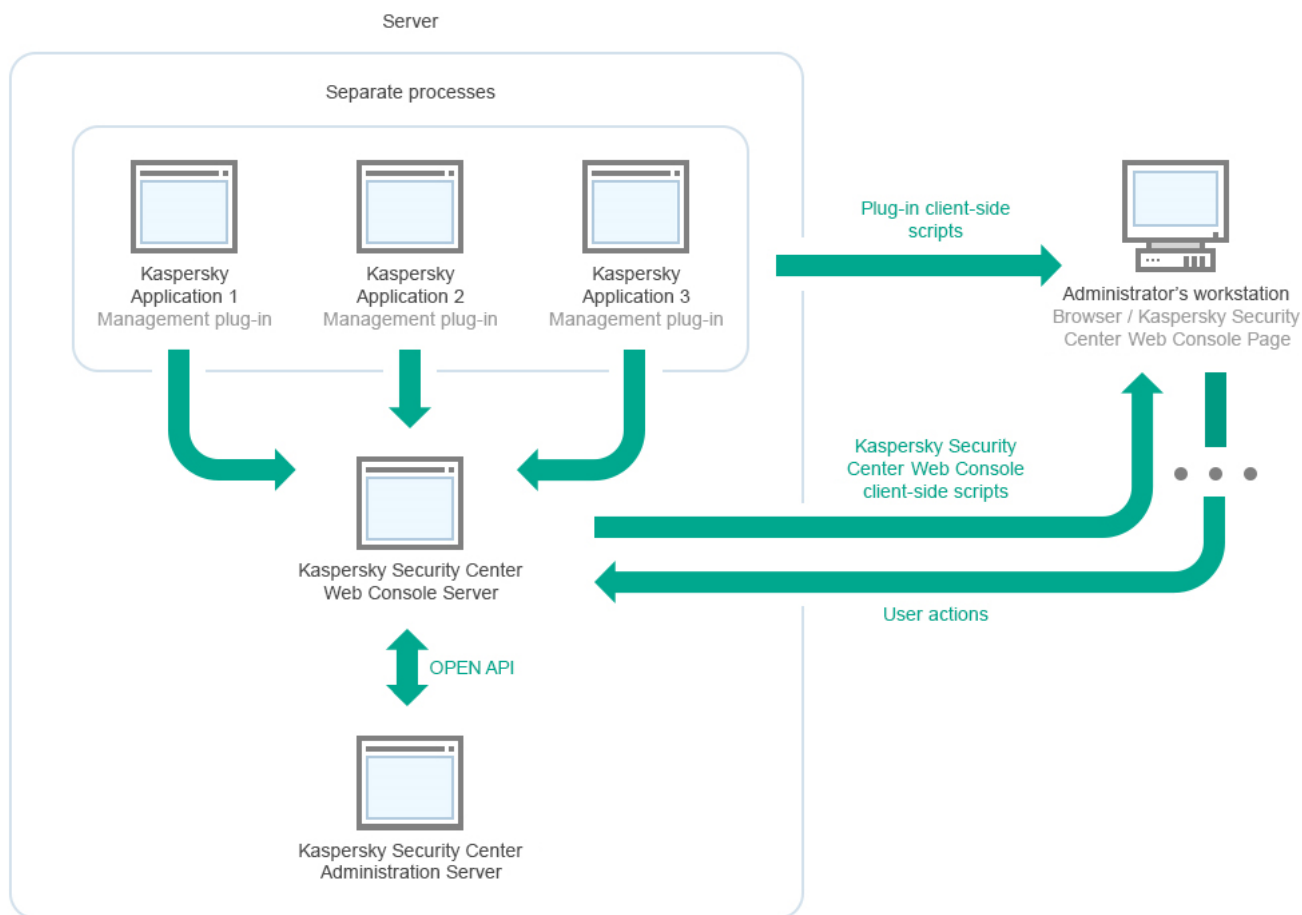 Server
Separate processes
Kaspersky
Application 1
Management plug-in
Kaspersky
Application 2
Management plug-in
Kaspersky
Application 3
Management plug-in
Plug-in client-side
scripts
Administrator's workstation
Browser / Kaspersky Security
Center Web Console Page
Kaspersky Security
Center Web Console
client-side scripts
Kaspersky Security Center
Web Console Server
User actions
OPEN API
Kaspersky Security Center
Administration Server